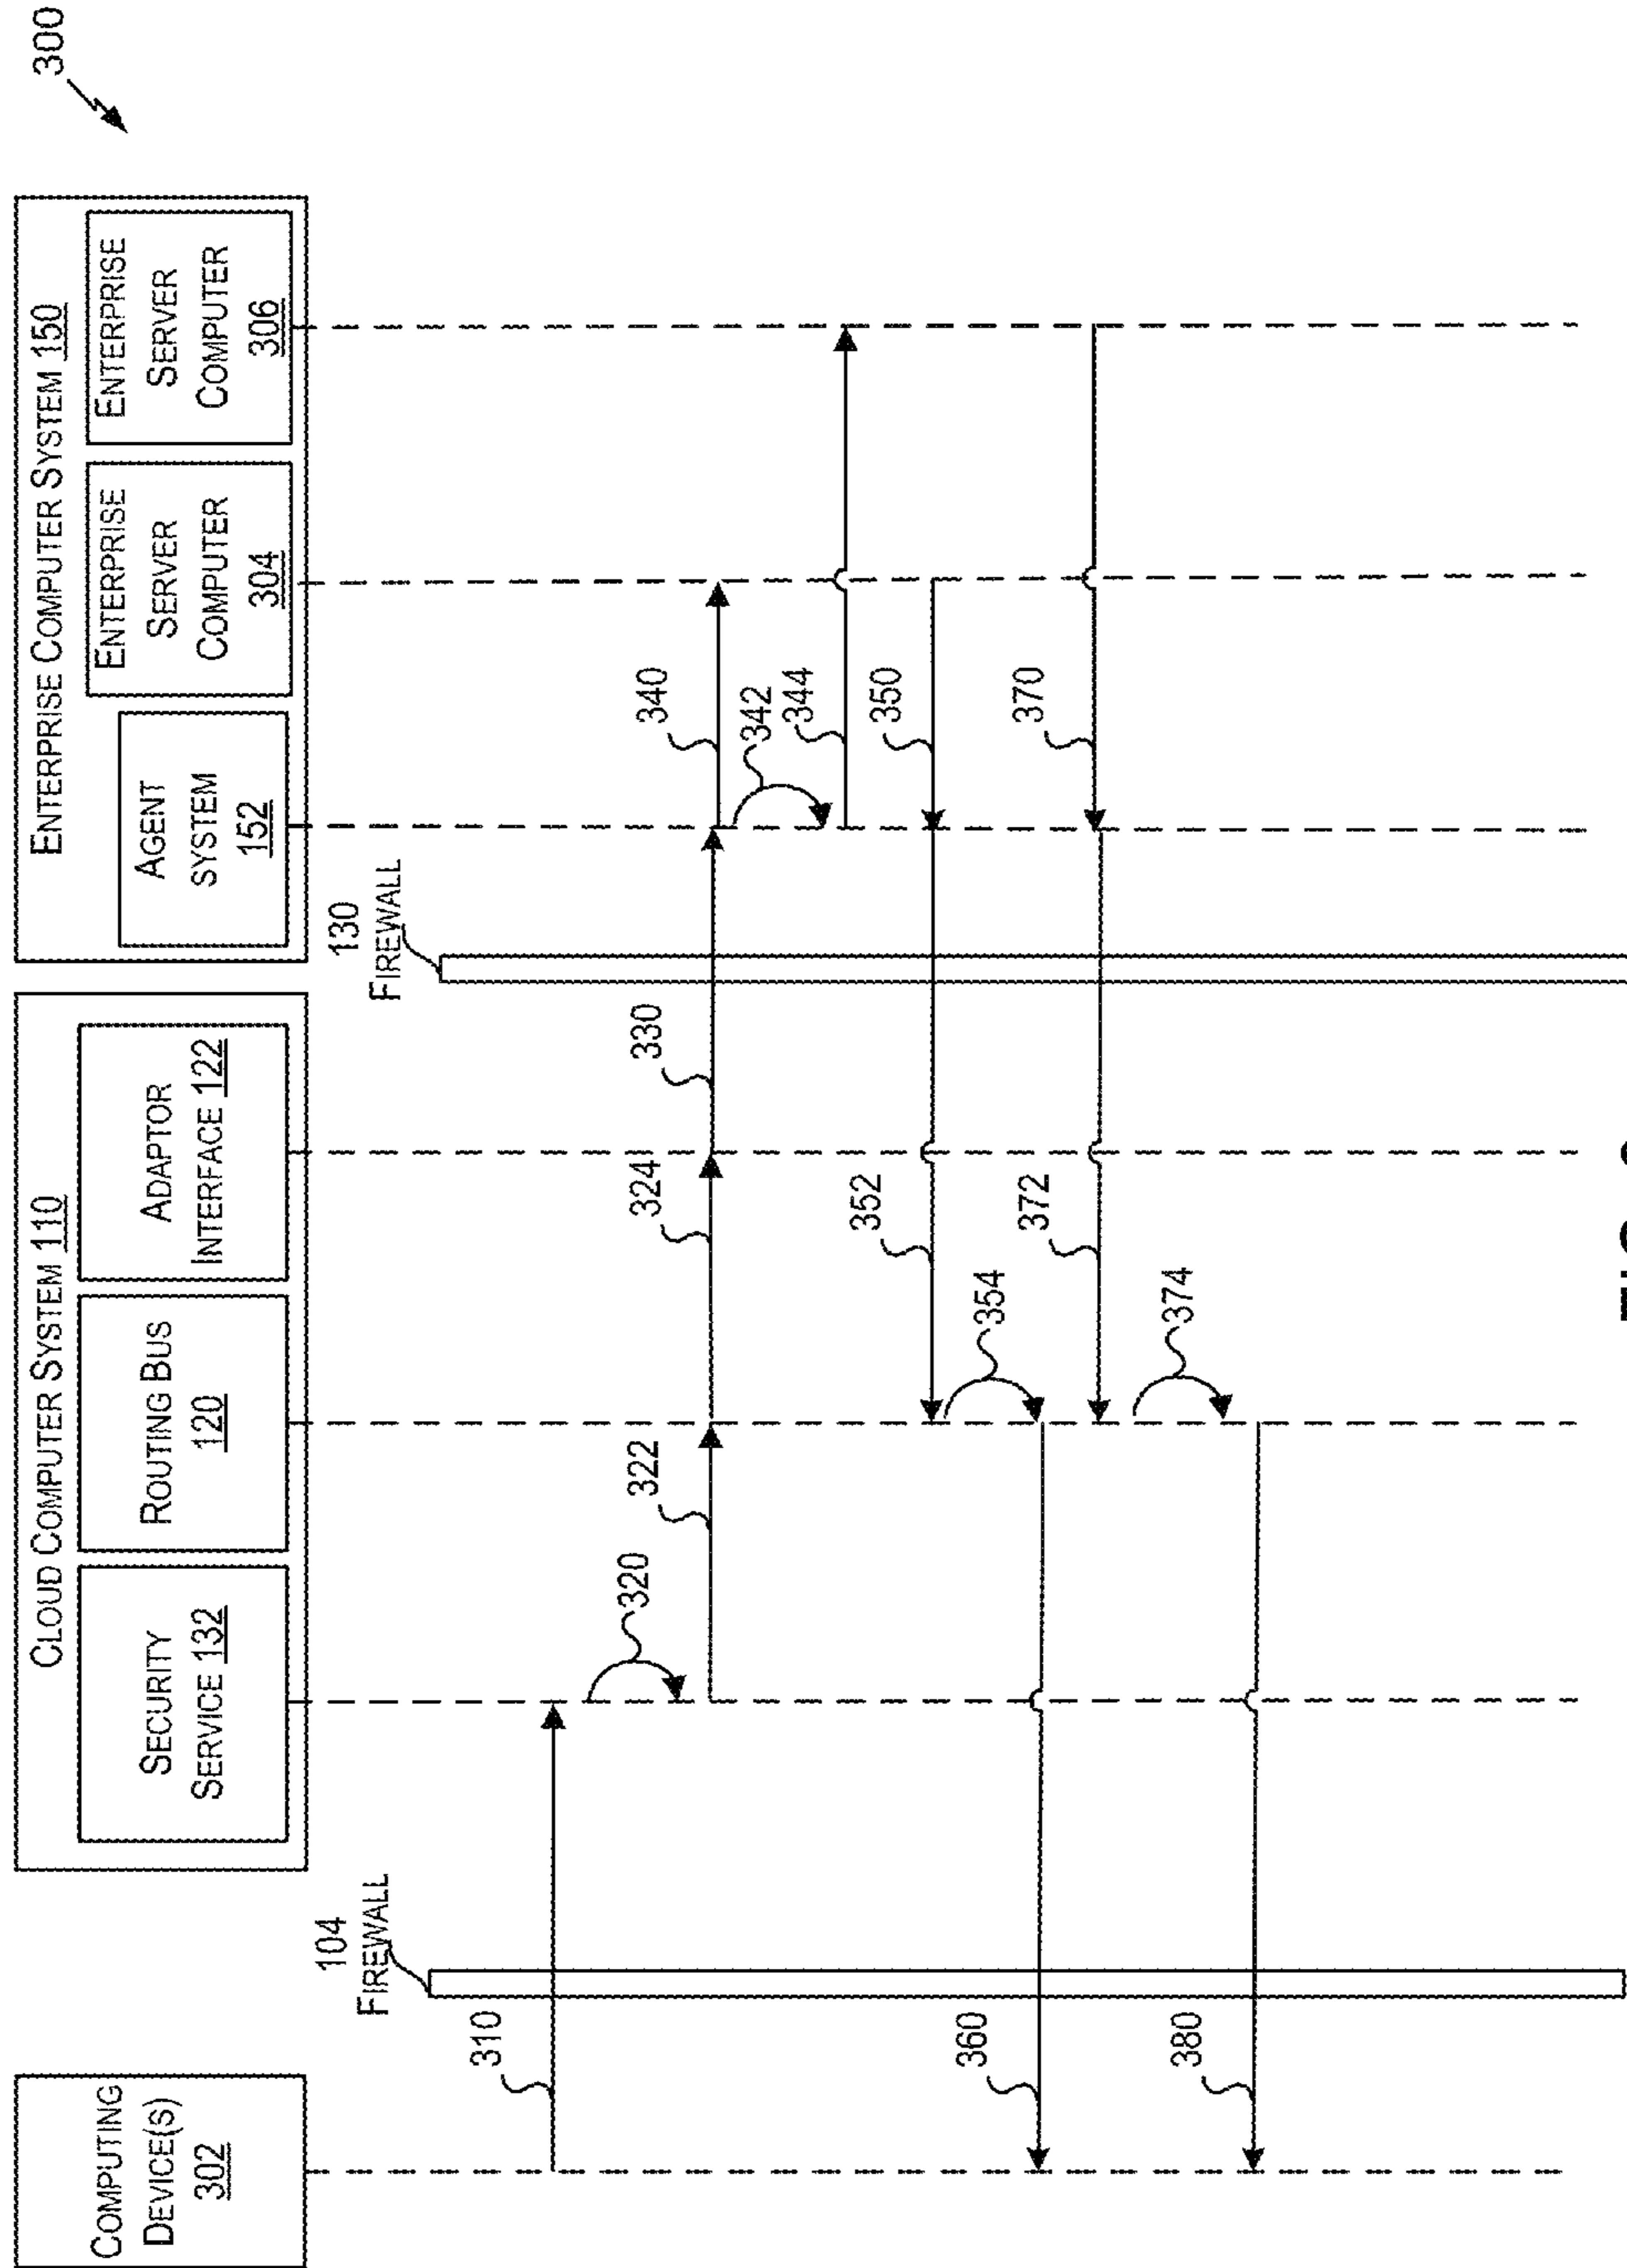 300
COMPUTING
DEVICE(S)
302
CLOUD COMPUTER SYSTEM 110
SECURITY
SERVICE 132
ROUTING BUS
120
ADAPTOR
INTERFACE 122
ENTERPRISE COMPUTER SYSTEM 150
AGENT
SYSTEM
152
ENTERPRISE
SERVER
COMPUTER
304
ENTERPRISE
SERVER
COMPUTER
306
104
FIREWALL
130
FIREWALL
310
320
322
324
330
340
342
344
350
352
354
360
370
372
374
380